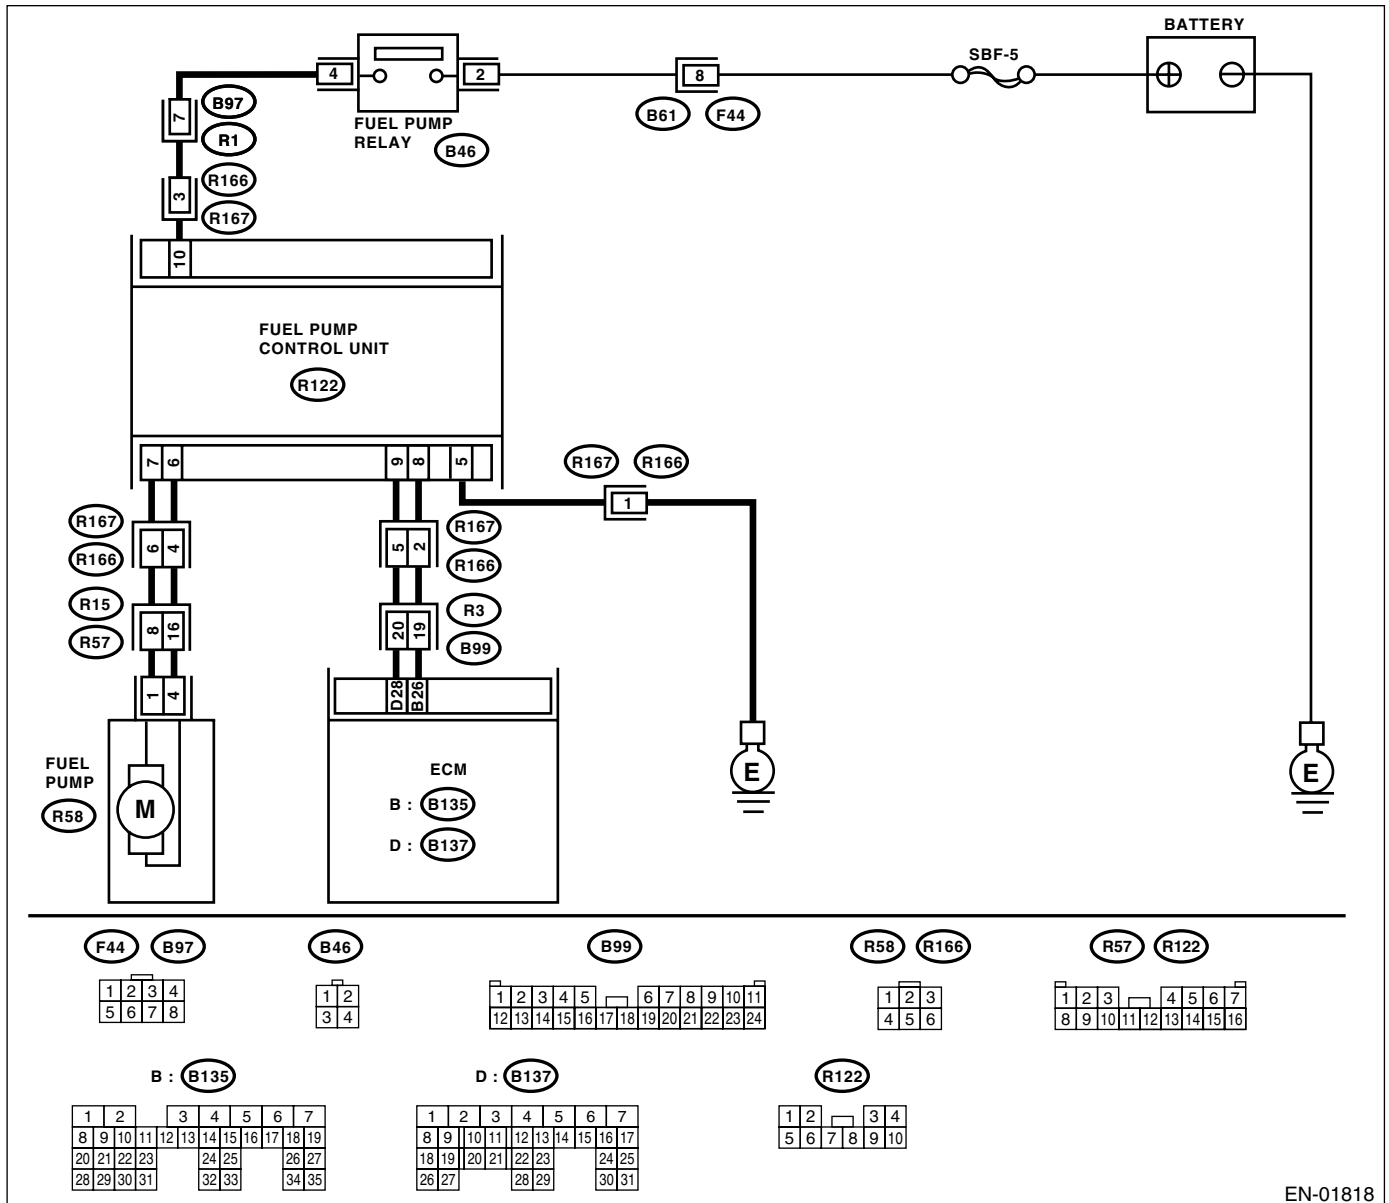 BATTERY
SBF-5
4
2
8
B97
B61
F44
7
FUEL PUMP
RELAY
B46
R1
R166
3
R167
10
FUEL PUMP
CONTROL UNIT
R122
7 6 9 8 5
R167 R166
1
R167
6 4
R166
R167
5 2
R166
R15
8 16
R57
R3
20 19
B99
1 4
D28 B26
FUEL
PUMP
R58
M
ECM
B : B135
D : B137
E
E
F44 B97
1 2 3 4
5 6 7 8
B46
1 2
3 4
B99
1 2 3 4 5 6 7 8 9 10 11
12 13 14 15 16 17 18 19 20 21 22 23 24
R58 R166
1 2 3
4 5 6
R57 R122
1 2 3 4 5 6 7
8 9 10 11 12 13 14 15 16
B : B135
1 2 3 4 5 6 7
8 9 10 11 12 13 14 15 16 17 18 19
20 21 22 23 24 25 26 27
28 29 30 31 32 33 34 35
D : B137
1 2 3 4 5 6 7
8 9 10 11 12 13 14 15 16 17
18 19 20 21 22 23 24 25
26 27 28 29 30 31
R122
1 2 3 4
5 6 7 8 9 10
EN-01818